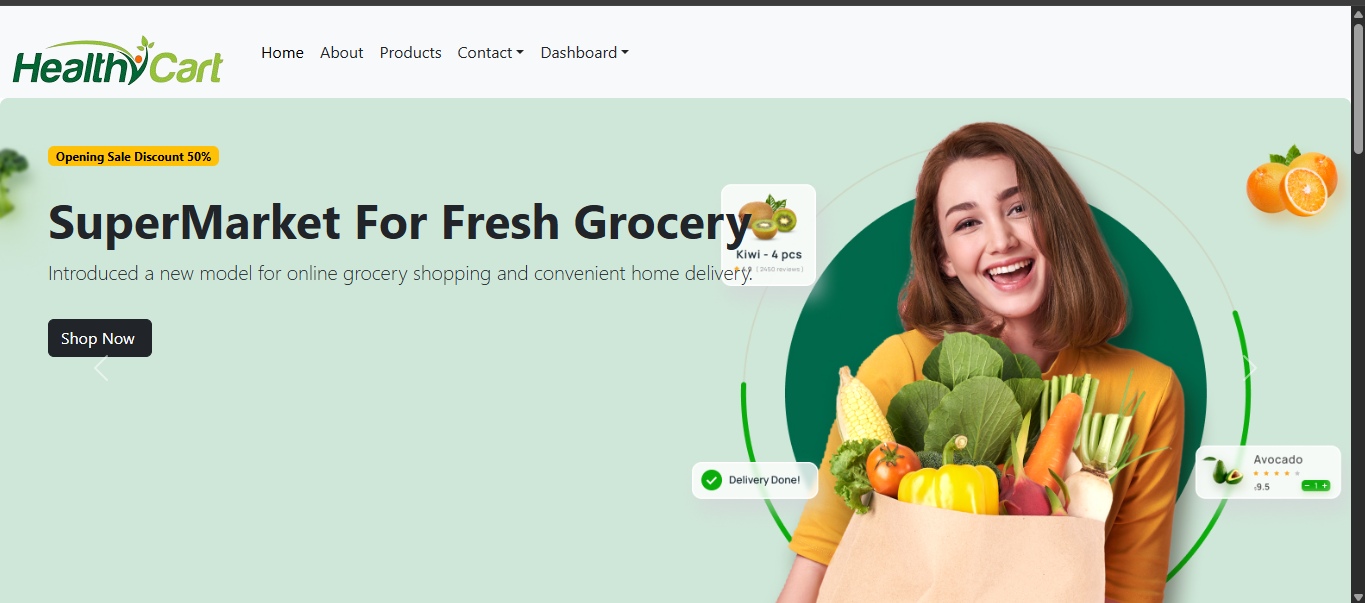 HealthyCart
Home About Products Contact Dashboard
Opening Sale Discount 50%
SuperMarket For Fresh Grocery
Introduced a new model for online grocery shopping and convenient home delivery.
Shop Now
Kiwi - 4 pcs
4.9 ( 2450 reviews )
Delivery Done!
Avocado
$9.5
− 1 +